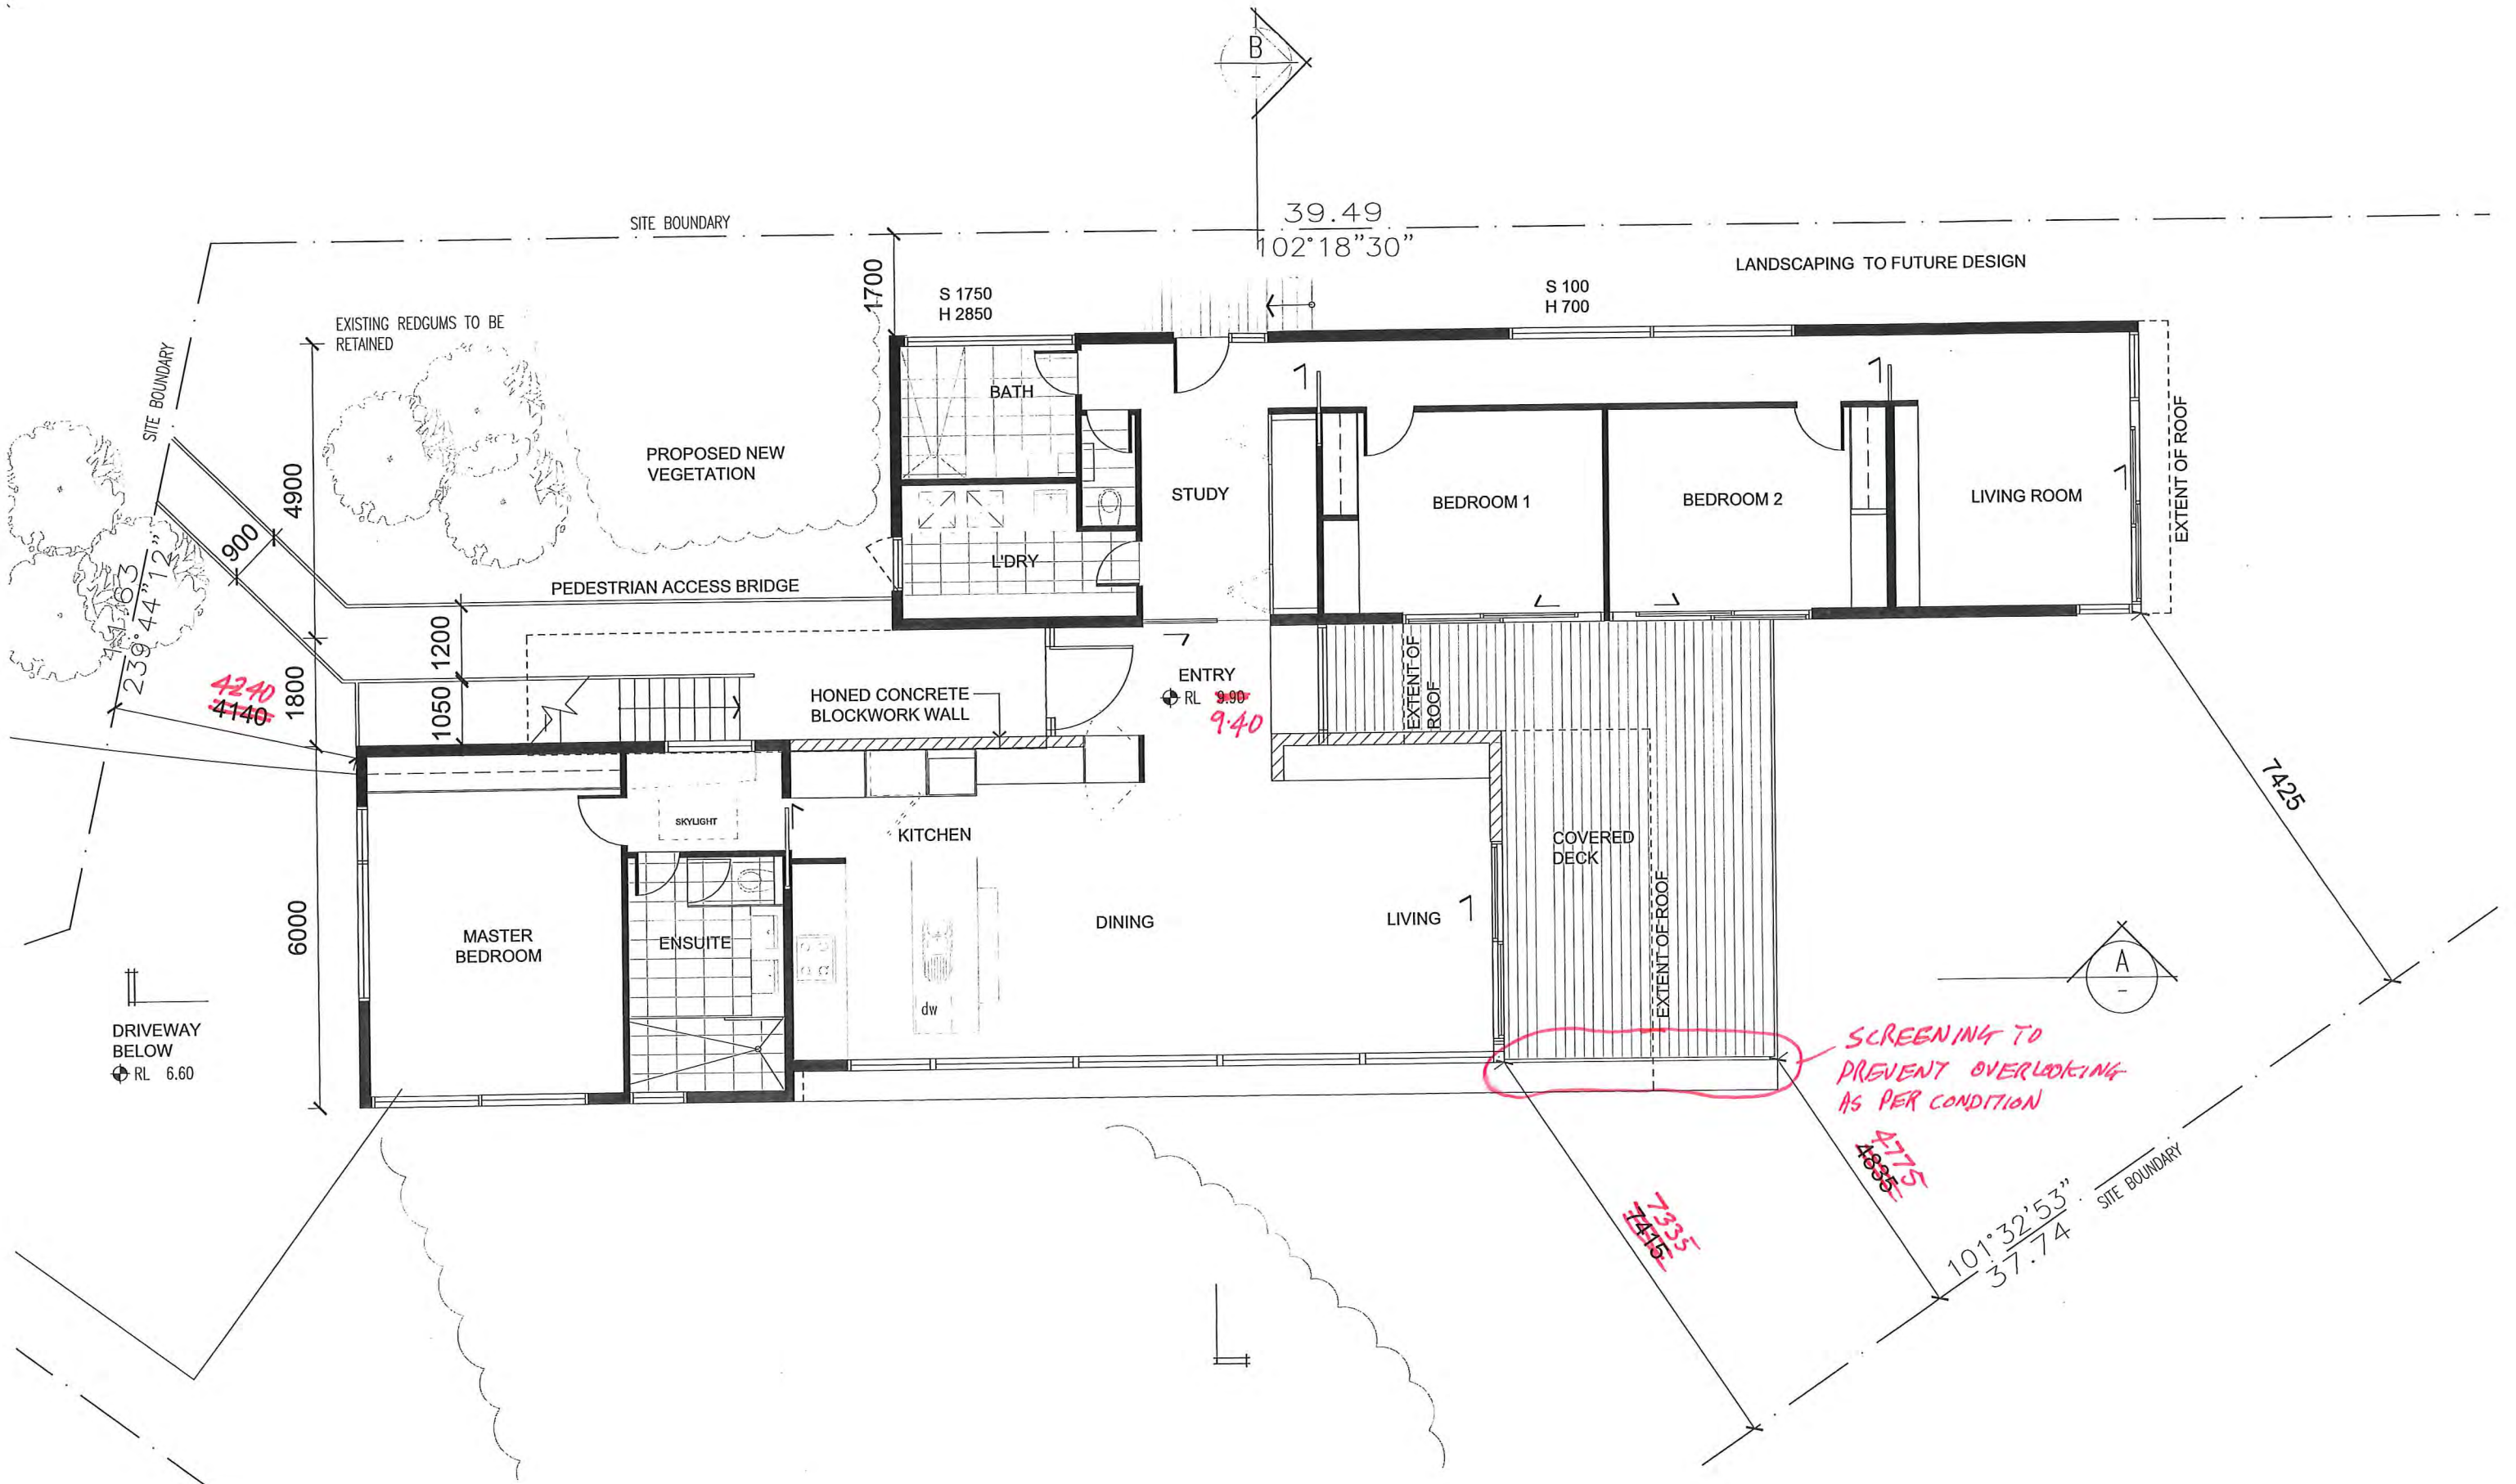 B
-
39.49
102°18"30"
SITE BOUNDARY
LANDSCAPING TO FUTURE DESIGN
1700
S 1750
H 2850
S 100
H 700
EXISTING REDGUMS TO BE
RETAINED
SITE BOUNDARY
4900
PROPOSED NEW
VEGETATION
BATH
STUDY
BEDROOM 1
BEDROOM 2
LIVING ROOM
EXTENT OF ROOF
900
L'DRY
PEDESTRIAN ACCESS BRIDGE
239°44"12"
1200
1800
1050
4240
4140
HONED CONCRETE
BLOCKWORK WALL
ENTRY
RL 9.90
9.40
EXTENT OF
ROOF
7425
SKYLIGHT
KITCHEN
COVERED
DECK
6000
MASTER
BEDROOM
ENSUITE
DINING
LIVING
EXTENT OF ROOF
A
-
dw
DRIVEWAY
BELOW
RL 6.60
SCREENING TO
PREVENT OVERLOOKING
AS PER CONDITION
4775
4835
7335
7415
101°32'53"
37.74
SITE BOUNDARY